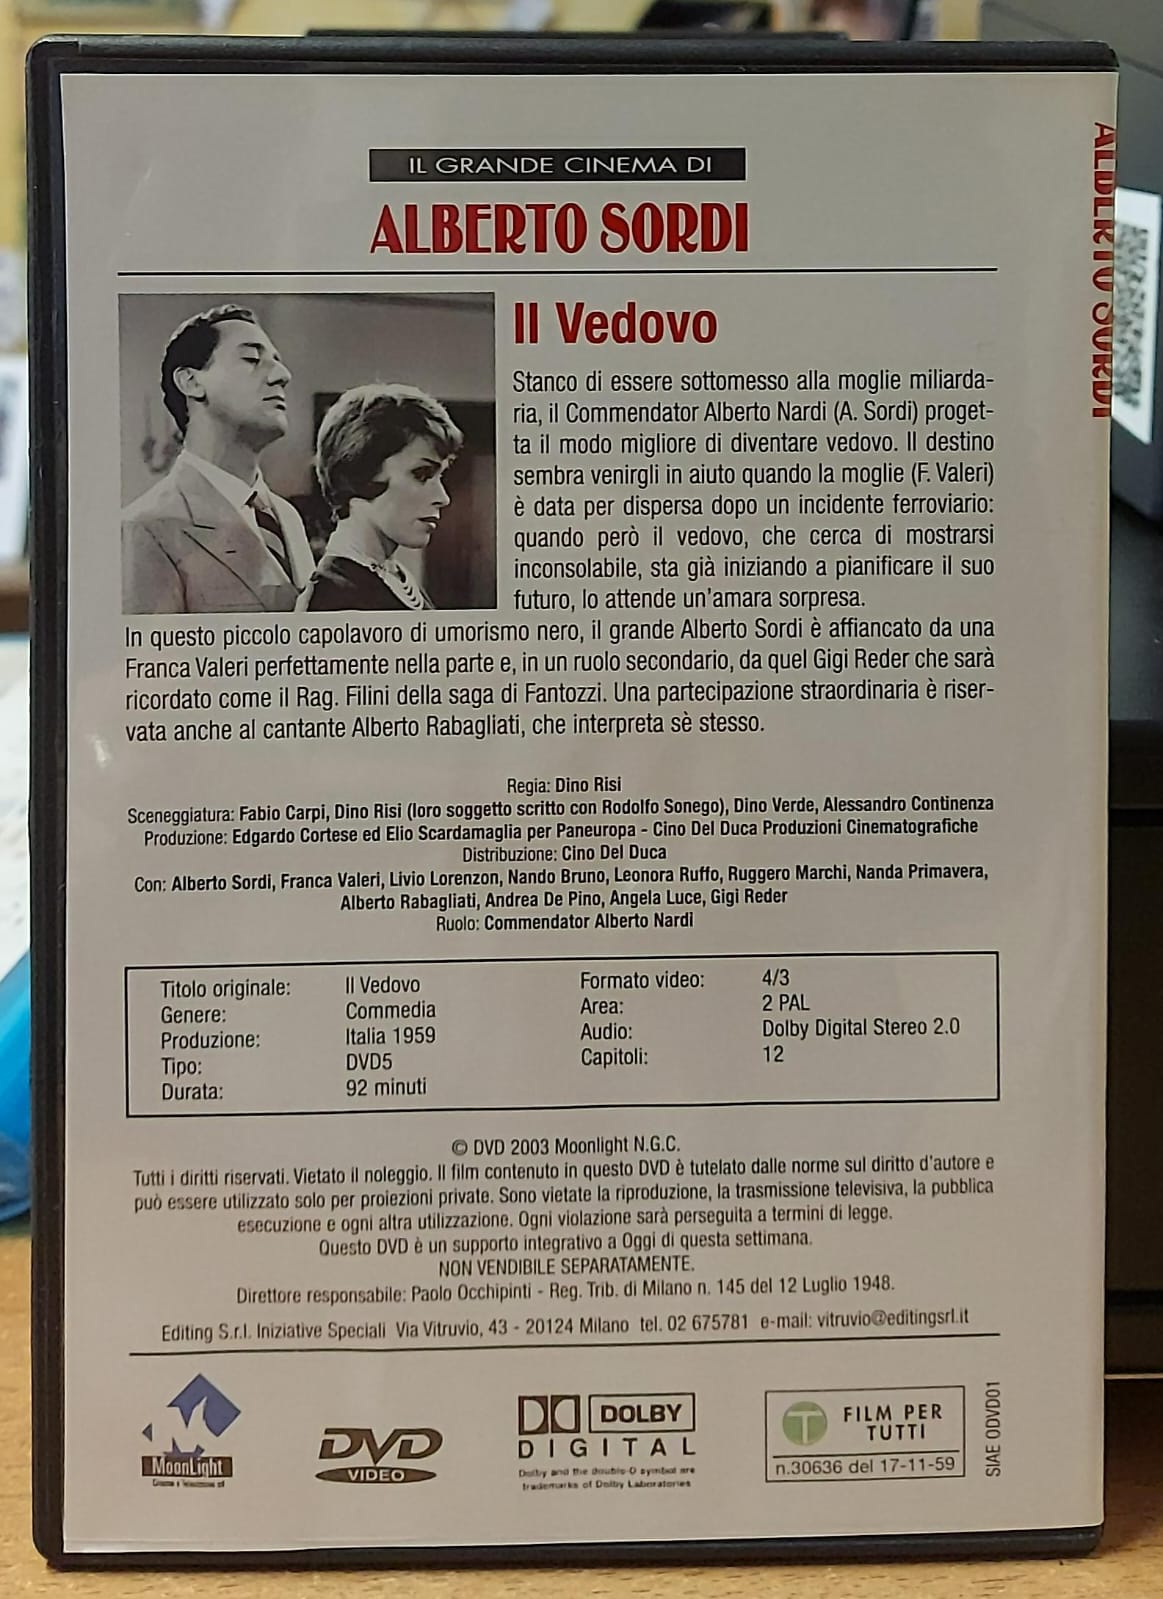 IL GRANDE CINEMA DI
ALBERTO SORDI
Il Vedovo
Stanco di essere sottomesso alla moglie miliarda-
ria, il Commendator Alberto Nardi (A. Sordi) proget-
ta il modo migliore di diventare vedovo. Il destino
sembra venirgli in aiuto quando la moglie (F. Valeri)
è data per dispersa dopo un incidente ferroviario:
quando però il vedovo, che cerca di mostrarsi
inconsolabile, sta già iniziando a pianificare il suo
futuro, lo attende un'amara sorpresa.
In questo piccolo capolavoro di umorismo nero, il grande Alberto Sordi è affiancato da una
Franca Valeri perfettamente nella parte e, in un ruolo secondario, da quel Gigi Reder che sarà
ricordato come il Rag. Filini della saga di Fantozzi. Una partecipazione straordinaria è riser-
vata anche al cantante Alberto Rabagliati, che interpreta sè stesso.
Regia: Dino Risi
Sceneggiatura: Fabio Carpi, Dino Risi (loro soggetto scritto con Rodolfo Sonego), Dino Verde, Alessandro Continenza
Produzione: Edgardo Cortese ed Elio Scardamaglia per Paneuropa - Cino Del Duca Produzioni Cinematografiche
Distribuzione: Cino Del Duca
Con: Alberto Sordi, Franca Valeri, Livio Lorenzon, Nando Bruno, Leonora Ruffo, Ruggero Marchi, Nanda Primavera,
Alberto Rabagliati, Andrea De Pino, Angela Luce, Gigi Reder
Ruolo: Commendator Alberto Nardi
Titolo originale: Il Vedovo
Genere: Commedia
Produzione: Italia 1959
Tipo: DVD5
Durata: 92 minuti
Formato video: 4/3
Area: 2 PAL
Audio: Dolby Digital Stereo 2.0
Capitoli: 12
© DVD 2003 Moonlight N.G.C.
Tutti i diritti riservati. Vietato il noleggio. Il film contenuto in questo DVD è tutelato dalle norme sul diritto d'autore e
può essere utilizzato solo per proiezioni private. Sono vietate la riproduzione, la trasmissione televisiva, la pubblica
esecuzione e ogni altra utilizzazione. Ogni violazione sarà perseguita a termini di legge.
Questo DVD è un supporto integrativo a Oggi di questa settimana.
NON VENDIBILE SEPARATAMENTE.
Direttore responsabile: Paolo Occhipinti - Reg. Trib. di Milano n. 145 del 12 Luglio 1948.
Editing S.r.l. Iniziative Speciali Via Vitruvio, 43 - 20124 Milano tel. 02 675781 e-mail: vitruvio@editingsrl.it
MoonLight
DVD
VIDEO
DOLBY
DIGITAL
Dolby and the double-D symbol are
trademarks of Dolby Laboratories
T
FILM PER
TUTTI
n.30636 del 17-11-59
SIAE ODVD01
ALBERTO SORDI